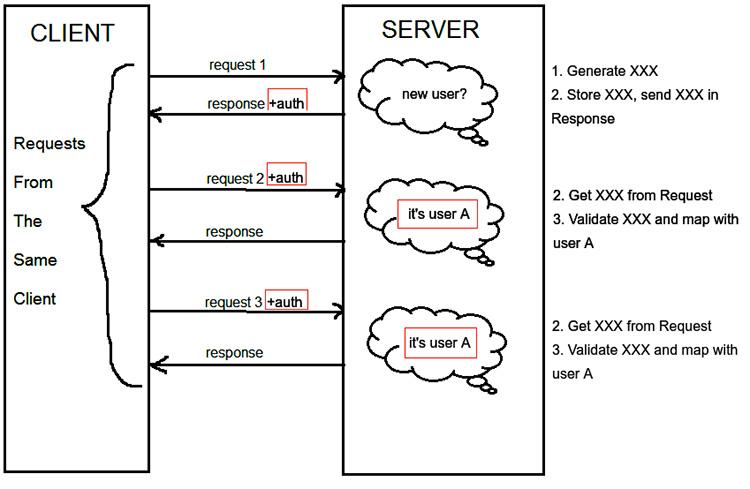 CLIENT
SERVER
request 1
new user?
1. Generate XXX
response +auth
2. Store XXX, send XXX in
Response
Requests
From
The
Same
Client
request 2 +auth
it's user A
2. Get XXX from Request
3. Validate XXX and map with
user A
response
request 3 +auth
it's user A
2. Get XXX from Request
3. Validate XXX and map with
user A
response